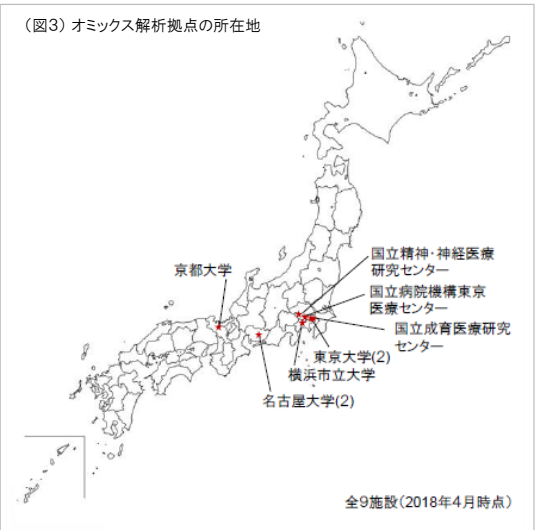 （図3）オミックス解析拠点の所在地
国立精神・神経医療
研究センター
京都大学
国立病院機構東京
医療センター
国立成育医療研究
センター
東京大学(2)
横浜市立大学
名古屋大学(2)
全9施設（2018年4月時点）